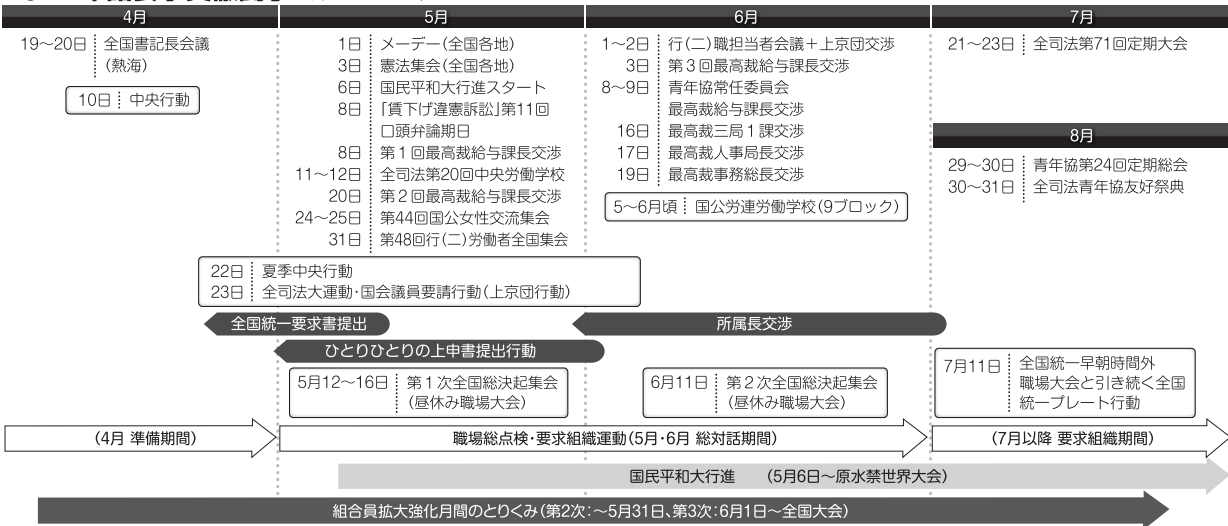 4月
19～20日 全国書記長会議
(熱海)
10日 中央行動
5月
1日 メーデー(全国各地)
3日 憲法集会(全国各地)
6日 国民平和大行進スタート
8日 「賃下げ違憲訴訟」第11回
口頭弁論期日
8日 第1回最高裁給与課長交渉
11～12日 全司法第20回中央労働学校
20日 第2回最高裁給与課長交渉
24～25日 第44回国公女性交流集会
31日 第48回行(二)労働者全国集会
6月
1～2日 行(二)職担当者会議＋上京団交渉
3日 第3回最高裁給与課長交渉
8～9日 青年協常任委員会
最高裁給与課長交渉
16日 最高裁三局1課交渉
17日 最高裁人事局長交渉
19日 最高裁事務総長交渉
5～6月頃 国公労連労働学校(9ブロック)
7月
21～23日 全司法第71回定期大会
8月
29～30日 青年協第24回定期総会
30～31日 全司法青年協友好祭典
22日 夏季中央行動
23日 全司法大運動・国会議員要請行動(上京団行動)
全国統一要求書提出
所属長交渉
ひとりひとりの上申書提出行動
5月12～16日 第1次全国総決起集会
(昼休み職場大会)
6月11日 第2次全国総決起集会
(昼休み職場大会)
7月11日 全国統一早朝時間外
職場大会と引き続く全国
統一プレート行動
(4月 準備期間)
職場総点検・要求組織運動(5月・6月 総対話期間)
(7月以降 要求組織期間)
国民平和大行進 (5月6日～原水禁世界大会)
組合員拡大強化月間のとりくみ(第2次:～5月31日、第3次:6月1日～全国大会)